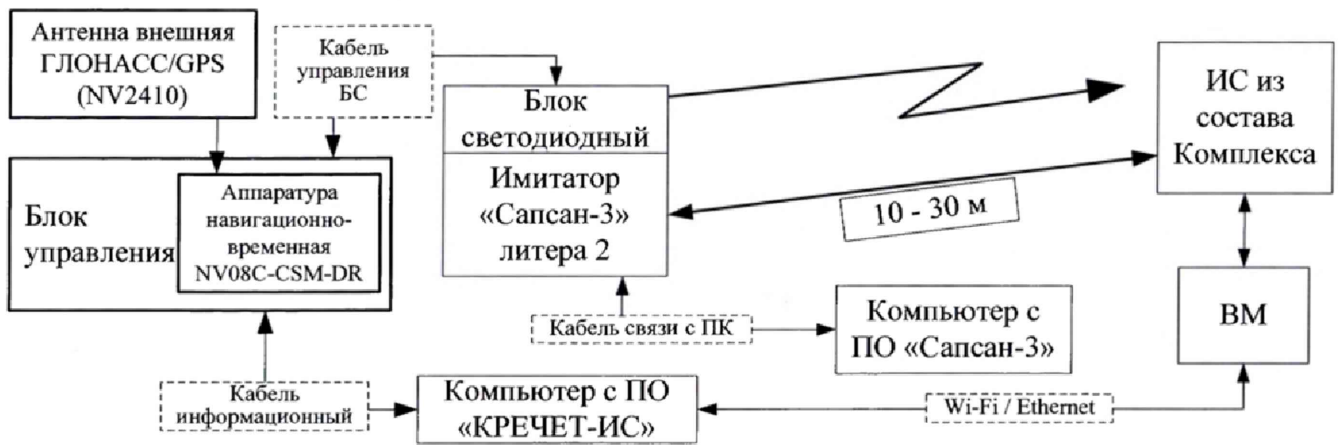 Антенна внешняя
ГЛОНАСС/GPS
(NV2410)
Кабель
управления
БС
Блок
светодиодный
Имитатор
«Сапсан-3»
литера 2
ИС из
состава
Комплекса
10 - 30 м
Блок
управления
Аппаратура
навигационно-
временная
NV08C-CSM-DR
Кабель связи с ПК
Компьютер с
ПО «Сапсан-3»
ВМ
Кабель
информационный
Компьютер с ПО
«КРЕЧЕТ-ИС»
Wi-Fi / Ethernet